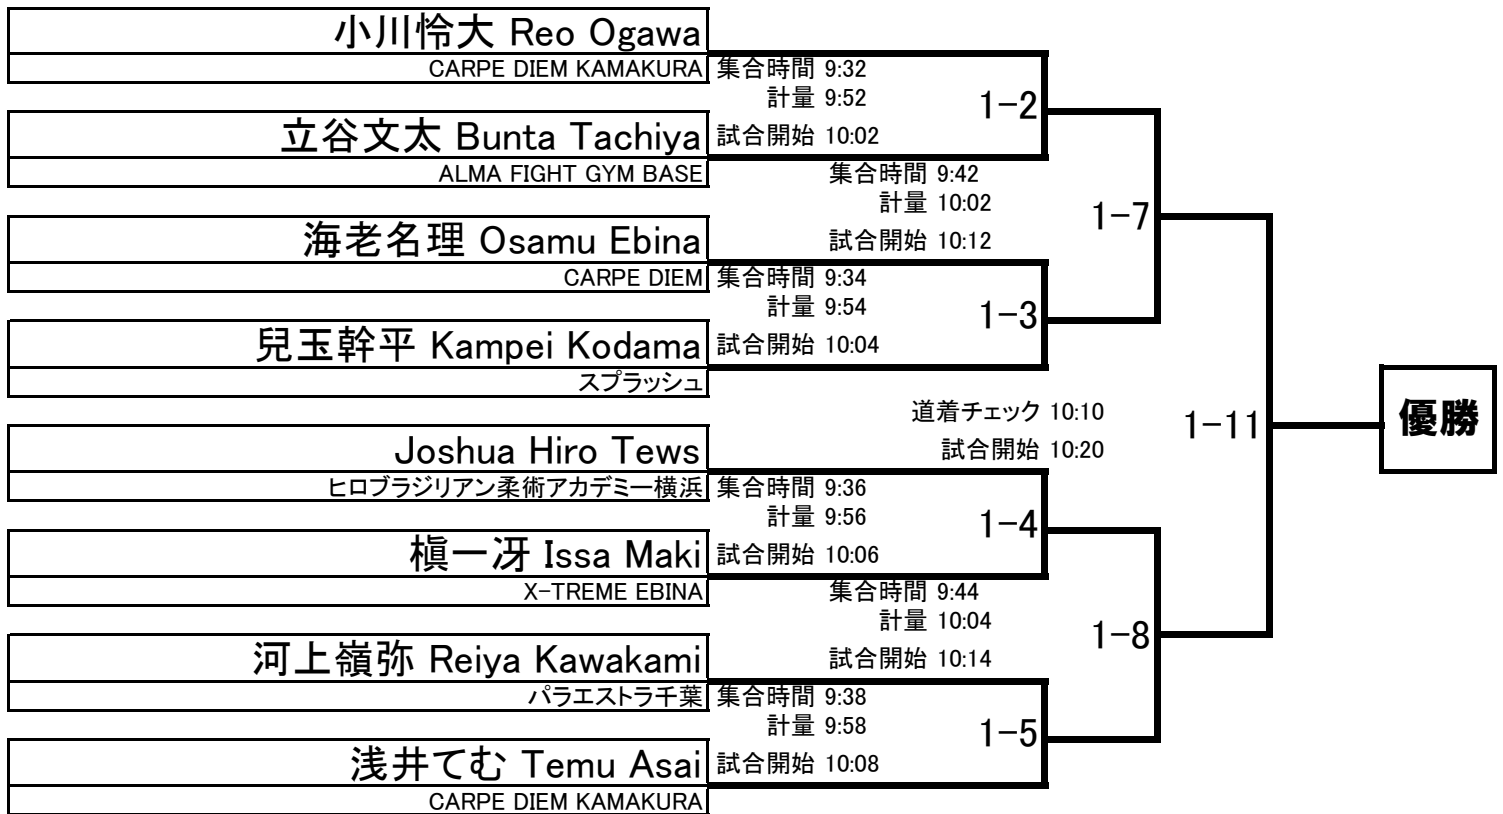 小川怜大 Reo Ogawa
CARPE DIEM KAMAKURA
集合時間 9:32
計量 9:52
1-2
立谷文太 Bunta Tachiya
試合開始 10:02
ALMA FIGHT GYM BASE
集合時間 9:42
計量 10:02
1-7
海老名理 Osamu Ebina
試合開始 10:12
CARPE DIEM
集合時間 9:34
計量 9:54
1-3
兒玉幹平 Kampei Kodama
試合開始 10:04
スプラッシュ
道着チェック 10:10
1-11
優勝
Joshua Hiro Tews
試合開始 10:20
ヒロブラジリアン柔術アカデミー横浜
集合時間 9:36
計量 9:56
1-4
槇一冴 Issa Maki
試合開始 10:06
X-TREME EBINA
集合時間 9:44
計量 10:04
1-8
河上嶺弥 Reiya Kawakami
試合開始 10:14
パラエストラ千葉
集合時間 9:38
計量 9:58
1-5
浅井てむ Temu Asai
試合開始 10:08
CARPE DIEM KAMAKURA